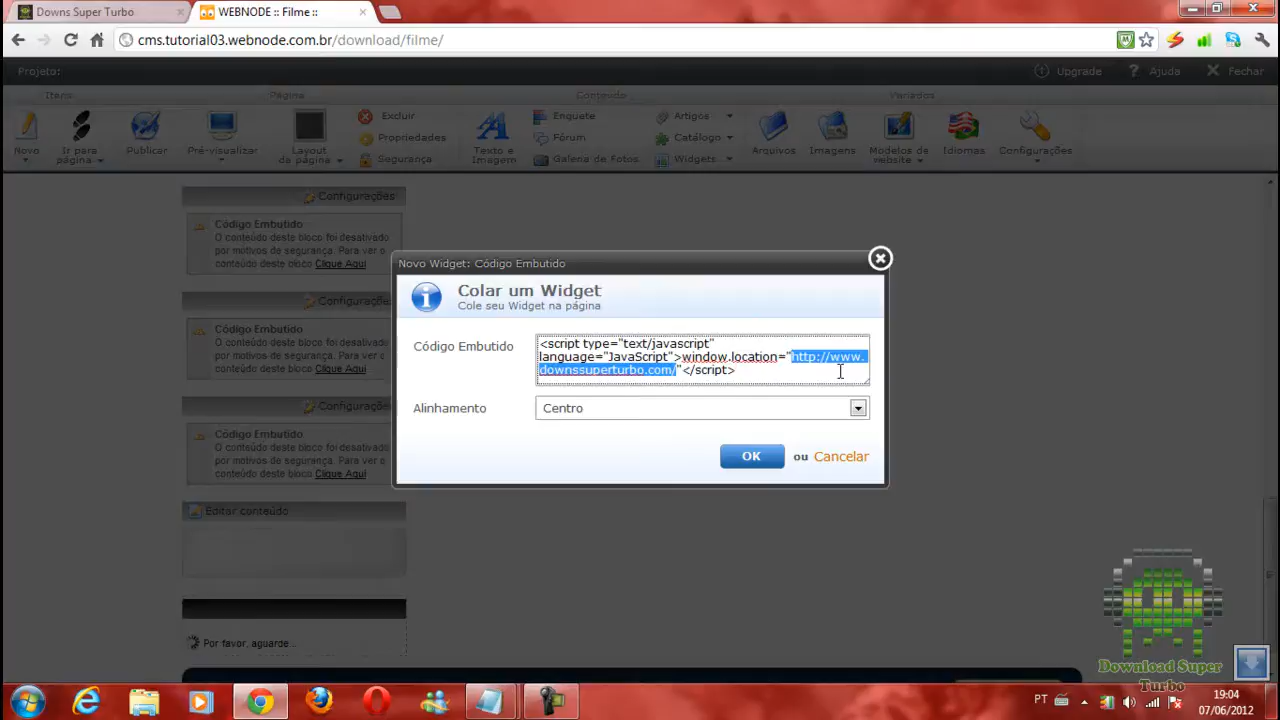 Downs Super Turbo
WEBNODE :: Filme ::
cms.tutorial03.webnode.com.br/download/filme/
Projeto:
Upgrade
? Ajuda
Fechar
Itens
Página
Conteúdo
Variados
Novo
Ir para página
Publicar
Pré-visualizar
Layout da página
Excluir
Propriedades
Segurança
Texto e Imagem
Enquete
Fórum
Galeria de Fotos
Artigos
Catálogo
Widgets
Arquivos
Imagens
Modelos de website
Idiomas
Configurações
Configurações
Código Embutido
O conteúdo deste bloco foi desativado
por motivos de segurança. Para ver o
conteúdo deste bloco Clique Aqui
Configurações
Código Embutido
O conteúdo deste bloco foi desativado
por motivos de segurança. Para ver o
conteúdo deste bloco Clique Aqui
Configurações
Código Embutido
O conteúdo deste bloco foi desativado
por motivos de segurança. Para ver o
conteúdo deste bloco Clique Aqui
Editar conteúdo
Por favor, aguarde...
Novo Widget: Código Embutido
Colar um Widget
Cole seu Widget na página
Código Embutido
<script type="text/javascript"
language="JavaScript">window.location="http://www.
downssuperturbo.com/"</script>
Alinhamento
Centro
OK ou Cancelar
Download Super
Turbo
PT
19:04
07/06/2012